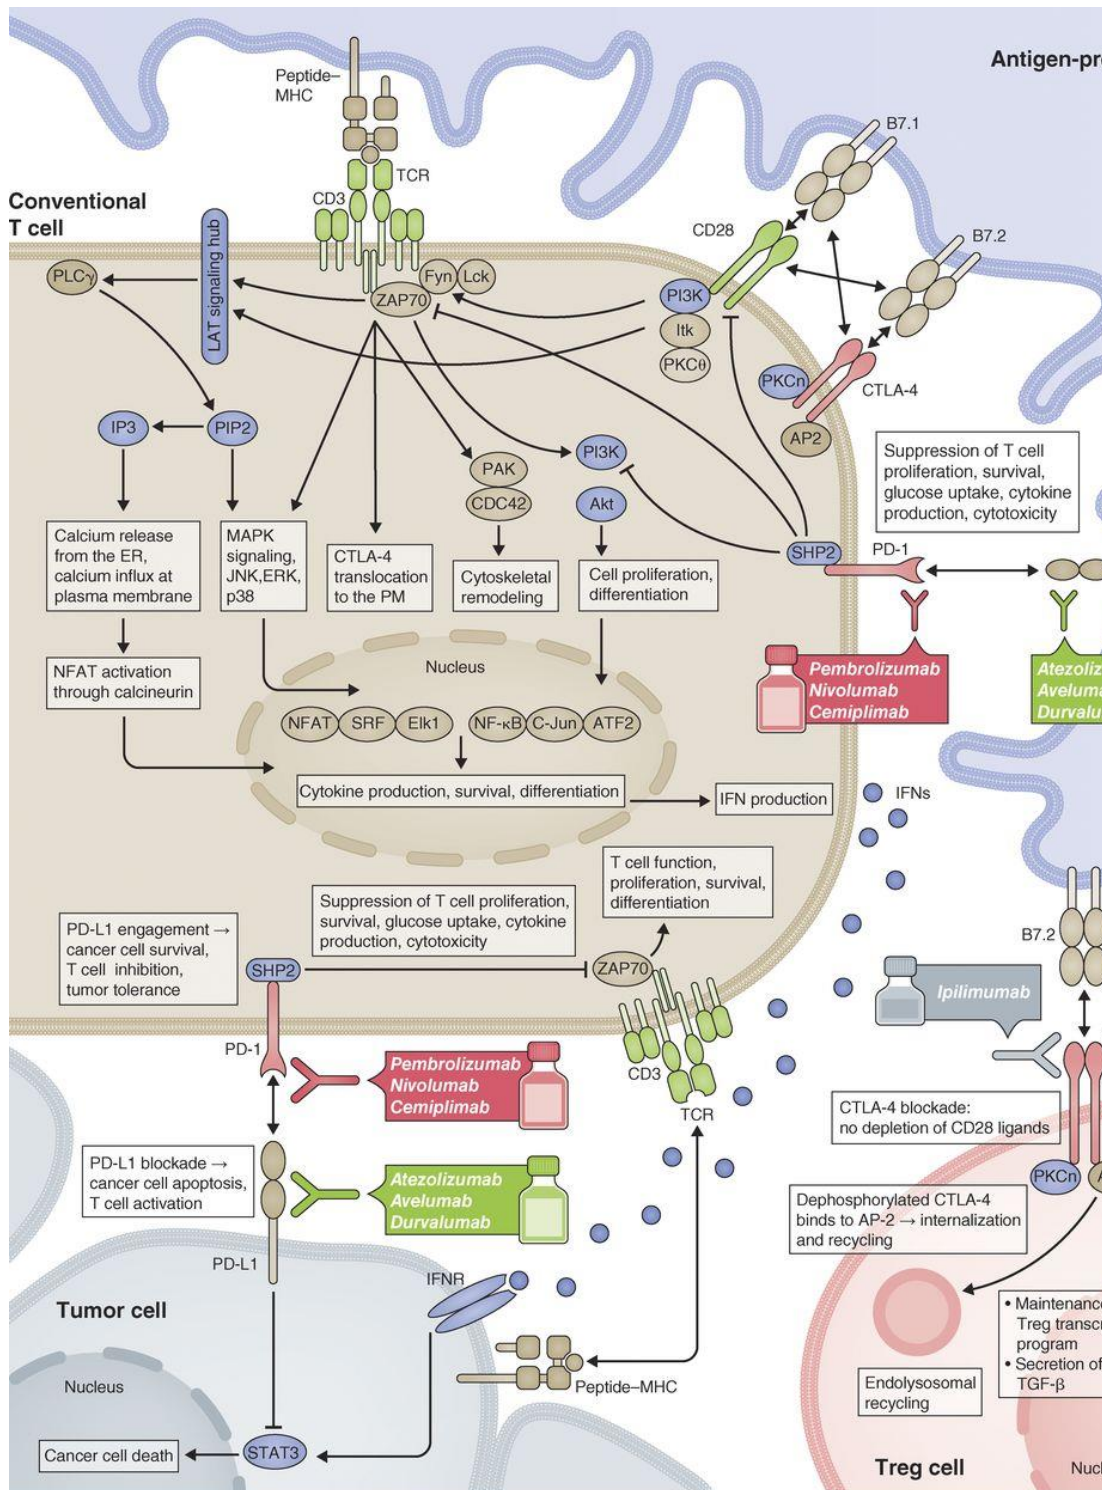 Antigen-pr
Peptide–
MHC
B7.1
TCR
CD3
Conventional
T cell
CD28
B7.2
LAT signaling hub
PLCγ
Fyn
Lck
ZAP70
PI3K
Itk
PKCθ
PKCn
CTLA-4
AP2
IP3
PIP2
PAK
CDC42
PI3K
Akt
Suppression of T cell
proliferation, survival,
glucose uptake, cytokine
production, cytotoxicity
SHP2
PD-1
Calcium release
from the ER,
calcium influx at
plasma membrane
MAPK
signaling,
JNK,ERK,
p38
CTLA-4
translocation
to the PM
Cytoskeletal
remodeling
Cell proliferation,
differentiation
NFAT activation
through calcineurin
Nucleus
Pembrolizumab
Nivolumab
Cemiplimab
Atezoliz
Aveluma
Durvalu
NFAT
SRF
Elk1
NF-κB
C-Jun
ATF2
Cytokine production, survival, differentiation
IFN production
IFNs
T cell function,
proliferation, survival,
differentiation
Suppression of T cell proliferation,
survival, glucose uptake, cytokine
production, cytotoxicity
PD-L1 engagement →
cancer cell survival,
T cell inhibition,
tumor tolerance
SHP2
ZAP70
B7.2
Ipilimumab
PD-1
CD3
TCR
Pembrolizumab
Nivolumab
Cemiplimab
CTLA-4 blockade:
no depletion of CD28 ligands
PD-L1 blockade →
cancer cell apoptosis,
T cell activation
Atezolizumab
Avelumab
Durvalumab
PKCn
A
Dephosphorylated CTLA-4
binds to AP-2 → internalization
and recycling
PD-L1
IFNR
Tumor cell
• Maintenance
Treg transcr
program
• Secretion of
TGF-β
Nucleus
Peptide–MHC
Endolysosomal
recycling
Cancer cell death
STAT3
Treg cell
Nucl